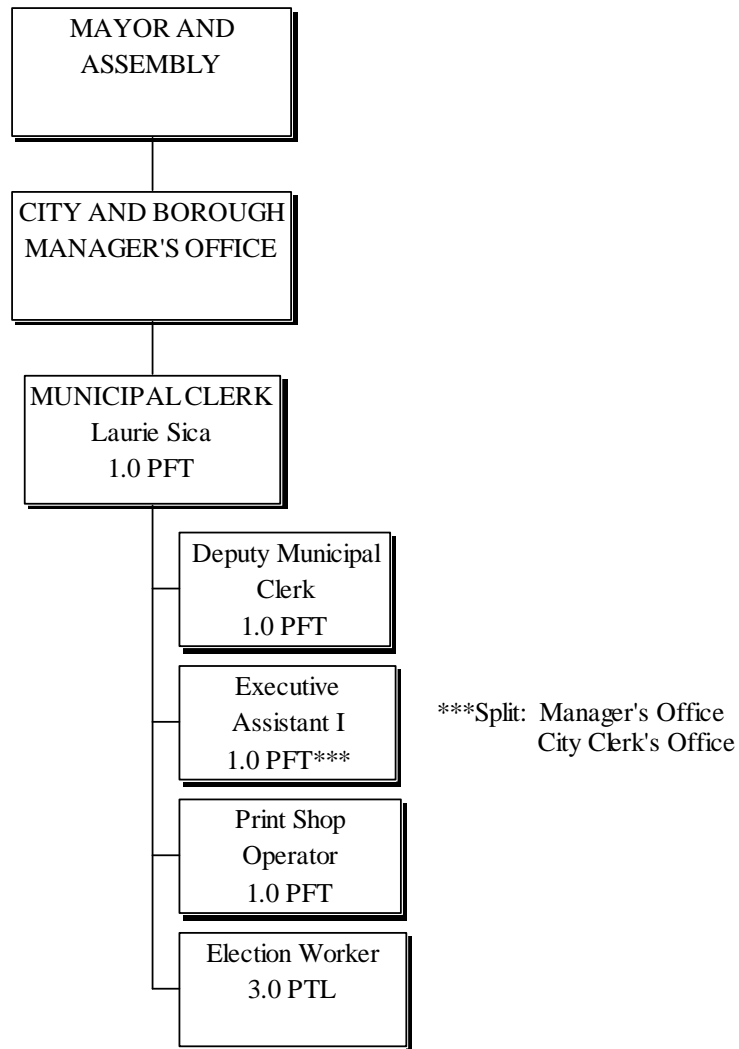 MAYOR AND
ASSEMBLY
CITY AND BOROUGH
MANAGER'S OFFICE
MUNICIPAL CLERK
Laurie Sica
1.0 PFT
Deputy Municipal
Clerk
1.0 PFT
Executive
Assistant I
1.0 PFT***
***Split: Manager's Office
City Clerk's Office
Print Shop
Operator
1.0 PFT
Election Worker
3.0 PTL